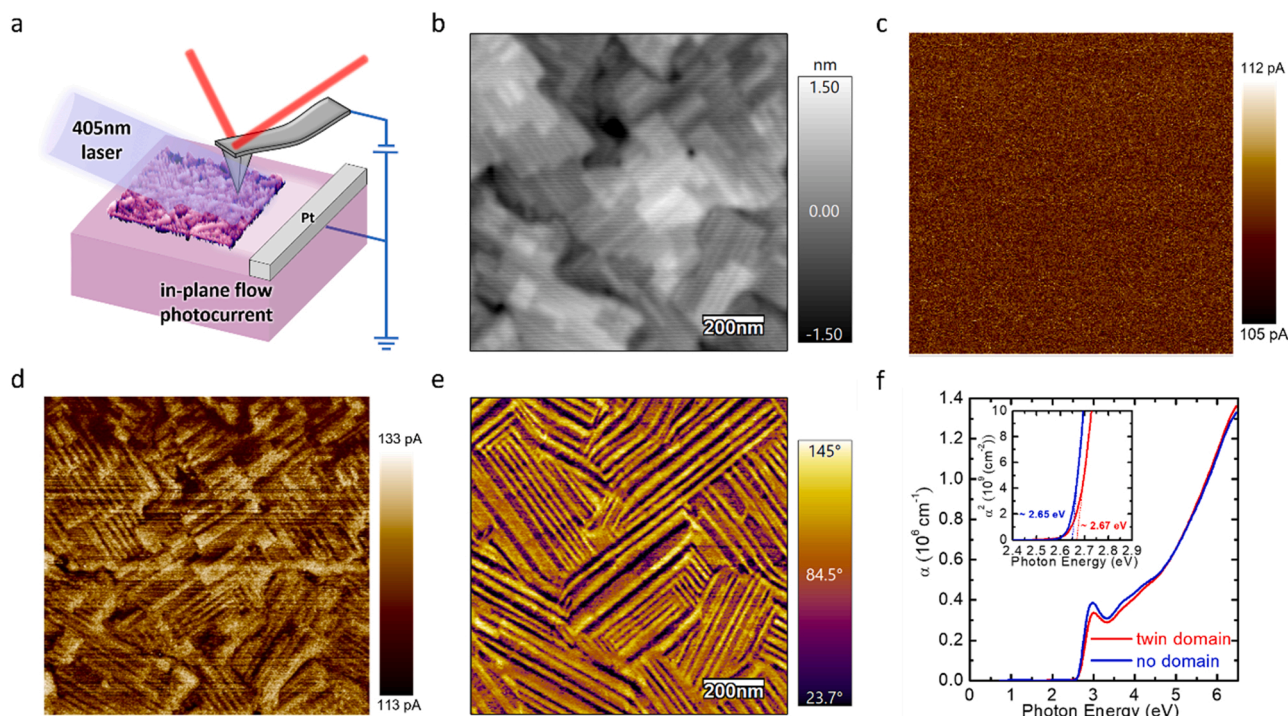 a
405nm
laser
Pt
in-plane flow
photocurrent
b
nm
1.50
0.00
-1.50
200nm
c
112 pA
105 pA
d
133 pA
113 pA
e
145°
84.5°
23.7°
200nm
f
α (10⁶ cm⁻¹)
1.4
1.2
1.0
0.8
0.6
0.4
0.2
0.0
α² (10⁹ (cm⁻²))
10
8
6
4
2
0
~ 2.65 eV
~ 2.67 eV
2.4 2.5 2.6 2.7 2.8 2.9
Photon Energy (eV)
twin domain
no domain
0 1 2 3 4 5 6
Photon Energy (eV)